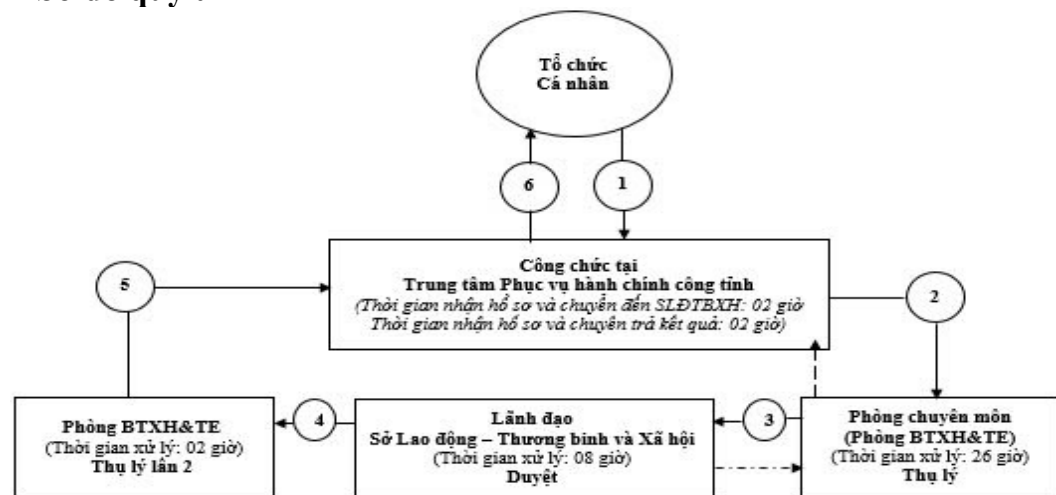 Tổ chức
Cá nhân
6
1
5
Công chức tại
Trung tâm Phục vụ hành chính công tỉnh
(Thời gian nhận hồ sơ và chuyển đến SLĐTBXH: 02 giờ
Thời gian nhận hồ sơ và chuyển trả kết quả: 02 giờ)
2
Phòng BTXH&TE
(Thời gian xử lý: 02 giờ)
Thụ lý lần 2
4
Lãnh đạo
Sở Lao động – Thương binh và Xã hội
(Thời gian xử lý: 08 giờ)
Duyệt
3
Phòng chuyên môn
(Phòng BTXH&TE)
(Thời gian xử lý: 26 giờ)
Thụ lý